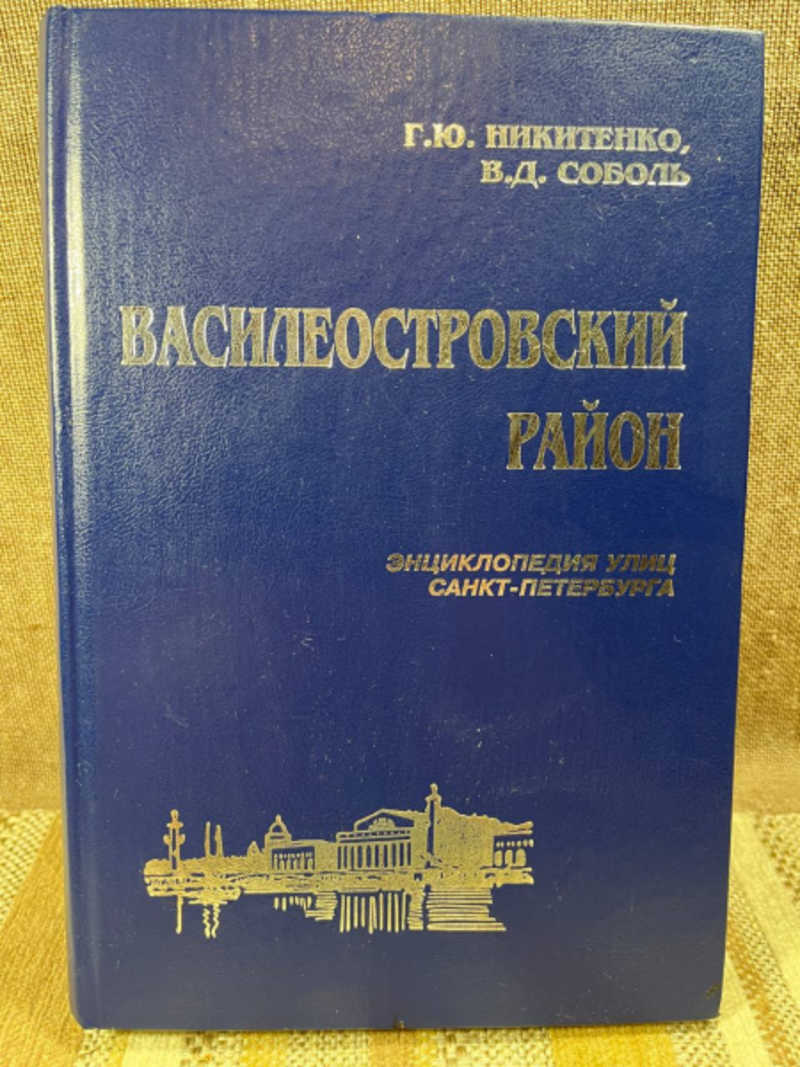 Г.Ю. НИКИТЕНКО,
В.Д. СОБОЛЬ
ВАСИЛЕОСТРОВСКИЙ
РАЙОН
ЭНЦИКЛОПЕДИЯ УЛИЦ
САНКТ-ПЕТЕРБУРГА